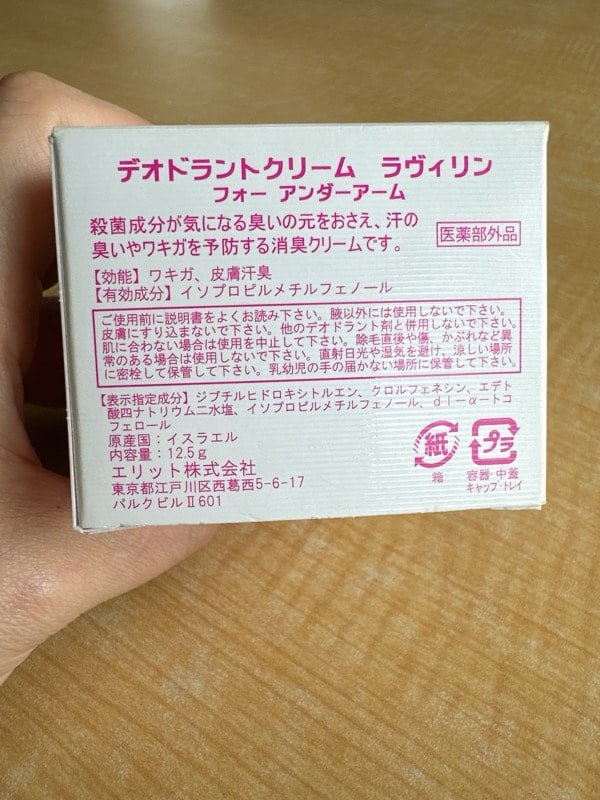 デオドラントクリーム　ラヴィリン
フォー　アンダーアーム
殺菌成分が気になる臭いの元をおさえ、汗の
臭いやワキガを予防する消臭クリームです。
医薬部外品
【効能】ワキガ、皮膚汗臭
【有効成分】イソプロピルメチルフェノール
ご使用前に説明書をよくお読み下さい。腋以外には使用しないで下さい。
皮膚にすり込まないで下さい。他のデオドラント剤と併用しないで下さい。
肌に合わない場合は使用を中止して下さい。除毛直後や傷、かぶれなど異
常のある場合は使用しないで下さい。直射日光や湿気を避け、涼しい場所
に密栓して保管して下さい。乳幼児の手の届かない場所に保管して下さい。
【表示指定成分】ジブチルヒドロキシトルエン、クロルフェネシン、エデト
酸四ナトリウム二水塩、イソプロピルメチルフェノール、ｄｌ－α－トコ
フェロール
原産国：イスラエル
内容量：12.5ｇ
エリット株式会社
東京都江戸川区西葛西5-6-17
パルクビルⅡ601
紙
箱
プラ
容器・中蓋
キャップ・トレイ